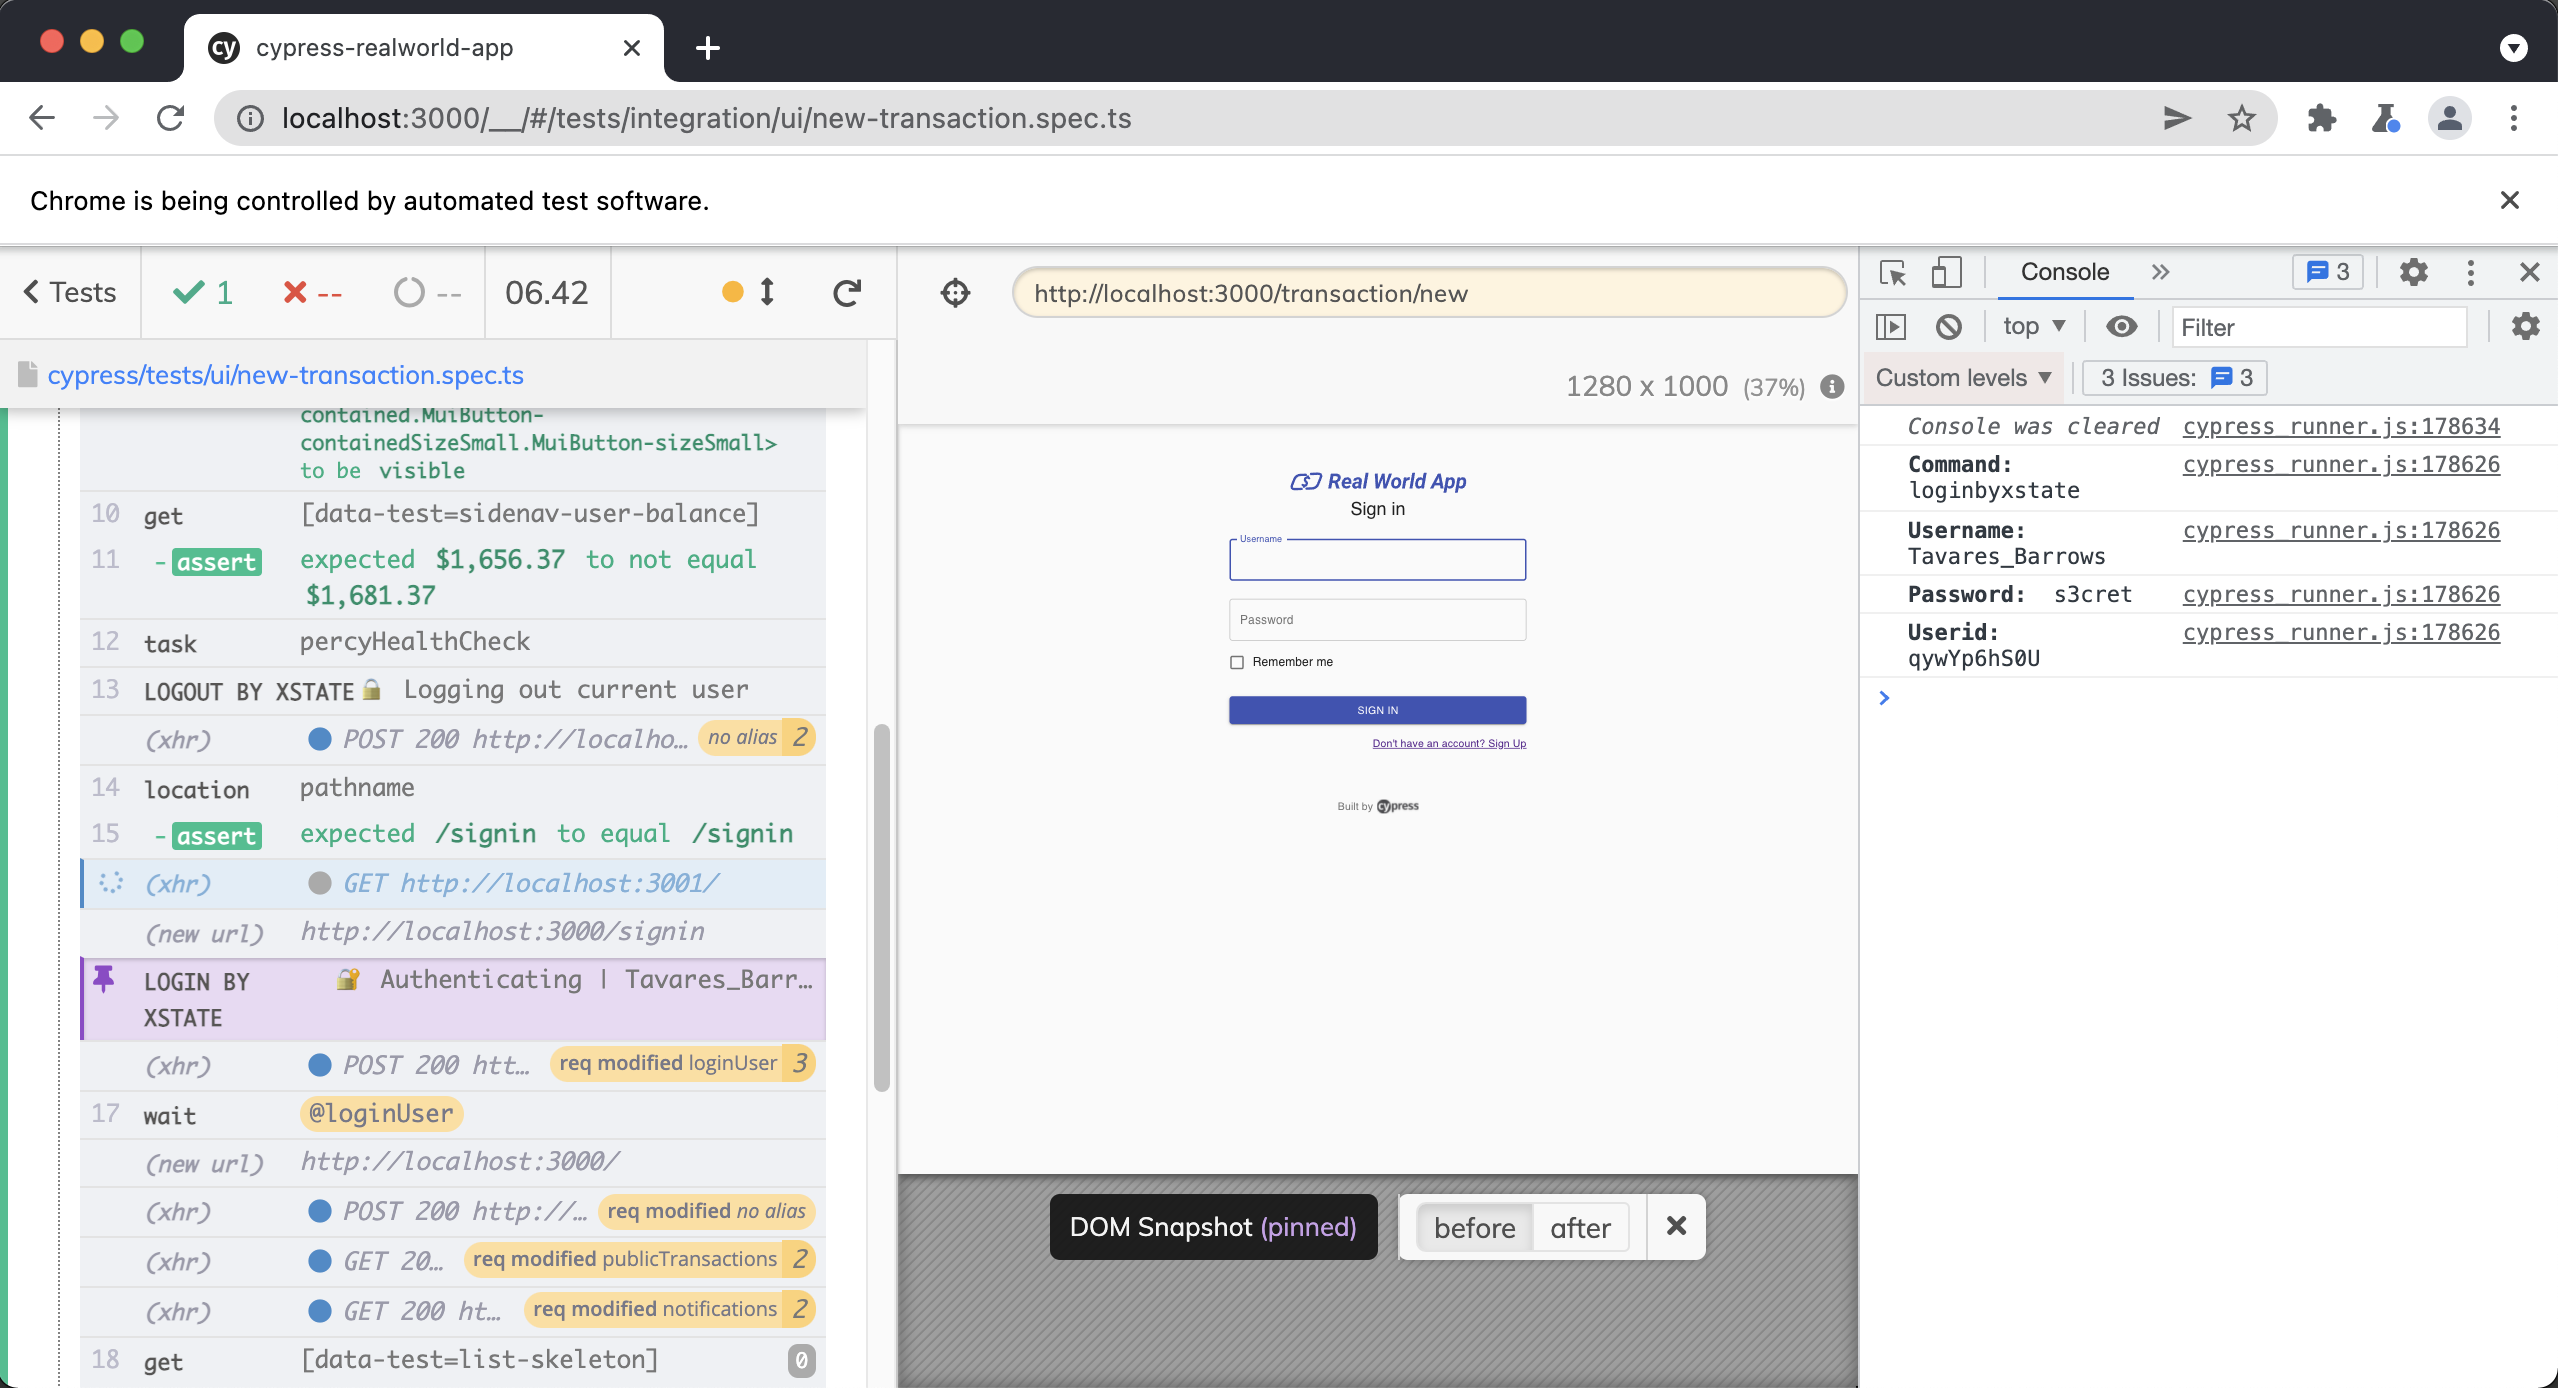 cy cypress-realworld-app
localhost:3000/__/#/tests/integration/ui/new-transaction.spec.ts
Chrome is being controlled by automated test software.
Tests 1 -- -- 06.42
cypress/tests/ui/new-transaction.spec.ts
contained.MuiButton-
containedSizeSmall.MuiButton-sizeSmall>
to be visible
10 get [data-test=sidenav-user-balance]
11 -assert expected $1,656.37 to not equal
$1,681.37
12 task percyHealthCheck
13 LOGOUT BY XSTATE Logging out current user
(xhr) POST 200 http://localho… no alias 2
14 location pathname
15 -assert expected /signin to equal /signin
(xhr) GET http://localhost:3001/
(new url) http://localhost:3000/signin
LOGIN BY Authenticating | Tavares_Barr…
XSTATE
(xhr) POST 200 htt… req modified loginUser 3
17 wait @loginUser
(new url) http://localhost:3000/
(xhr) POST 200 http://… req modified no alias
(xhr) GET 20… req modified publicTransactions 2
(xhr) GET 200 ht… req modified notifications 2
18 get [data-test=list-skeleton] 0
http://localhost:3000/transaction/new
1280 x 1000 (37%)
Real World App
Sign in
Username
Password
Remember me
SIGN IN
Don't have an account? Sign Up
Built by cypress
DOM Snapshot (pinned) before after
Console 3
top Filter
Custom levels 3 Issues: 3
Console was cleared cypress_runner.js:178634
Command: cypress_runner.js:178626
loginbyxstate
Username: cypress_runner.js:178626
Tavares_Barrows
Password: s3cret cypress_runner.js:178626
Userid: cypress_runner.js:178626
qywYp6hS0U